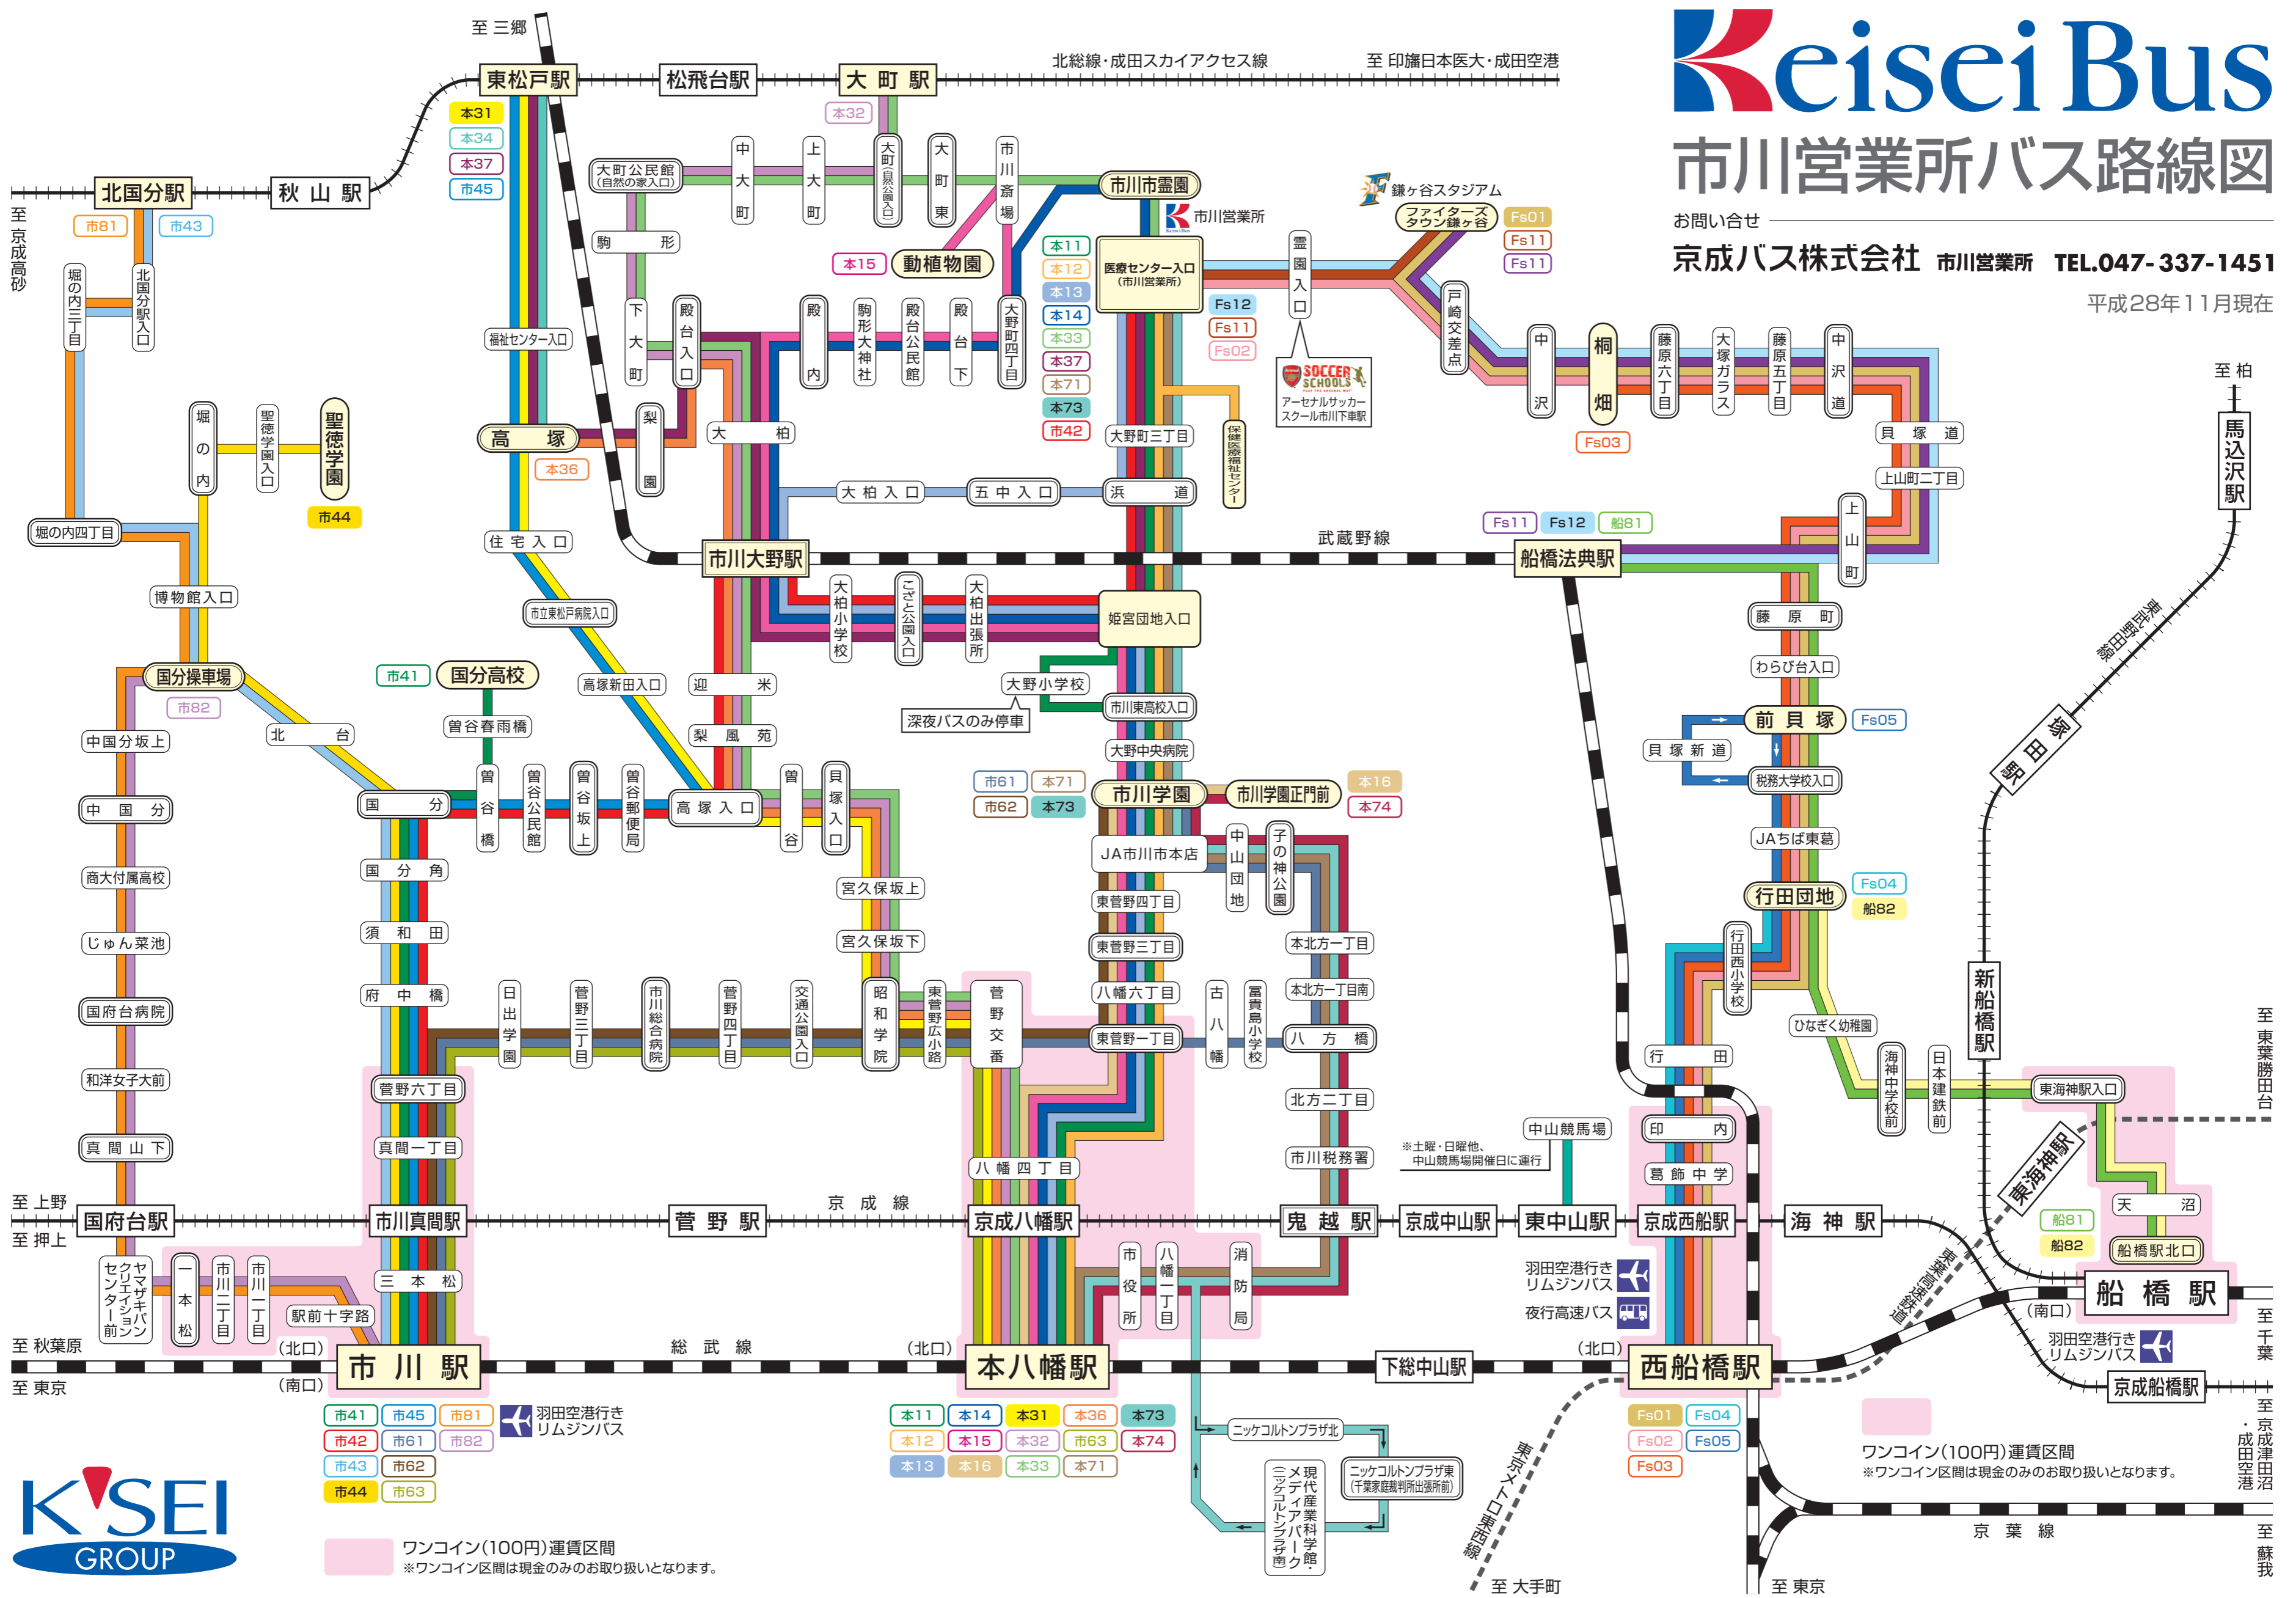 Keisei Bus
市川営業所バス路線図
お問い合せ
京成バス株式会社 市川営業所 TEL.047-337-1451
平成28年11月現在
至 三郷
東松戸駅
松飛台駅
大町駅
北総線・成田スカイアクセス線
至 印旛日本医大・成田空港
本31
本34
本37
市45
本32
北国分駅
秋山駅
至 京成高砂
市81
市43
堀の内三丁目
北国分駅入口
大町公民館
(自然の家入口)
中大町
上大町
大町(自然公園入口)
大町東
市川斎場
市川市霊園
市川営業所
駒形
本15
動植物園
鎌ヶ谷スタジアム
ファイターズ
タウン鎌ヶ谷
Fs01
Fs11
Fs11
本11
本12
本13
本14
本33
本37
本71
本73
市42
医療センター入口
(市川営業所)
霊園入口
Fs12
Fs11
Fs02
SOCCER
SCHOOLS
アーセナルサッカー
スクール市川下車駅
戸崎交差点
中沢
桐畑
Fs03
藤原六丁目
大塚ガラス
藤原五丁目
中沢道
貝塚道
上山町二丁目
上山町
至 柏
馬込沢駅
東武野田線
塚田駅
新船橋駅
福祉センター入口
下大町
殿台入口
殿内
駒形大神社
殿台公民館
殿台下
大野町四丁目
高塚
本36
梨園
大柏
大野町三丁目
保健医療福祉センター
大柏入口
五中入口
浜道
堀の内
聖徳学園入口
聖徳学園
市44
堀の内四丁目
住宅入口
市川大野駅
武蔵野線
船橋法典駅
Fs11
Fs12
船81
博物館入口
市立東松戸病院入口
大柏小学校
こざと公園入口
大柏出張所
姫宮団地入口
藤原町
わらび台入口
国分操車場
市82
市41
国分高校
曽谷春雨橋
高塚新田入口
迎米
梨風苑
大野小学校
深夜バスのみ停車
市川東高校入口
大野中央病院
前貝塚
Fs05
貝塚新道
税務大学校入口
JAちば東葛
行田団地
Fs04
船82
中国分坂上
北台
中国分
国分
曽谷橋
曽谷公民館
曽谷坂上
曽谷郵便局
高塚入口
曽谷
貝塚入口
市61
本71
市62
本73
市川学園
市川学園正門前
本16
本74
商大付属高校
国分角
宮久保坂上
JA市川市本店
中山団地
子の神公園
東菅野四丁目
じゅん菜池
須和田
宮久保坂下
東菅野三丁目
本北方一丁目
行田西小学校
国府台病院
府中橋
日出学園
菅野三丁目
市川総合病院
菅野四丁目
交通公園入口
昭和学院
東菅野広小路
菅野交番
八幡六丁目
東菅野一丁目
古八幡
冨貴島小学校
本北方一丁目南
八方橋
行田
ひなぎく幼稚園
海神中学校前
日本建鉄前
東海神駅入口
至 東葉勝田台
和洋女子大前
菅野六丁目
北方二丁目
真間山下
真間一丁目
八幡四丁目
市川税務署
※土曜・日曜他、
中山競馬場開催日に運行
中山競馬場
印内
葛飾中学
東海神駅
天沼
船81
船82
船橋駅北口
至 上野
至 押上
国府台駅
市川真間駅
菅野駅
京成線
京成八幡駅
鬼越駅
京成中山駅
東中山駅
京成西船駅
海神駅
ヤマザキパン
クリエイション
センター前
一本松
市川二丁目
市川一丁目
駅前十字路
三本松
市役所
八幡一丁目
消防局
羽田空港行き
リムジンバス
夜行高速バス
東葉高速鉄道
船橋駅
(南口)
羽田空港行き
リムジンバス
至 千葉
京成船橋駅
至 秋葉原
至 東京
(北口)
(南口)
市川駅
総武線
(北口)
本八幡駅
下総中山駅
(北口)
西船橋駅
市41
市45
市81
市42
市61
市82
市43
市62
市44
市63
羽田空港行き
リムジンバス
本11
本14
本31
本36
本73
本12
本15
本32
市63
本74
本13
本16
本33
本71
ニッケコルトンプラザ北
ニッケコルトンプラザ東
(千葉家庭裁判所出張所前)
現代産業科学館・
メディアパーク
(ニッケコルトンプラザ南)
Fs01
Fs04
Fs02
Fs05
Fs03
東京メトロ東西線
至 大手町
至 東京
ワンコイン(100円)運賃区間
※ワンコイン区間は現金のみのお取り扱いとなります。
至 京成津田沼
・成田空港
京葉線
至 蘇我
K'SEI
GROUP
ワンコイン(100円)運賃区間
※ワンコイン区間は現金のみのお取り扱いとなります。